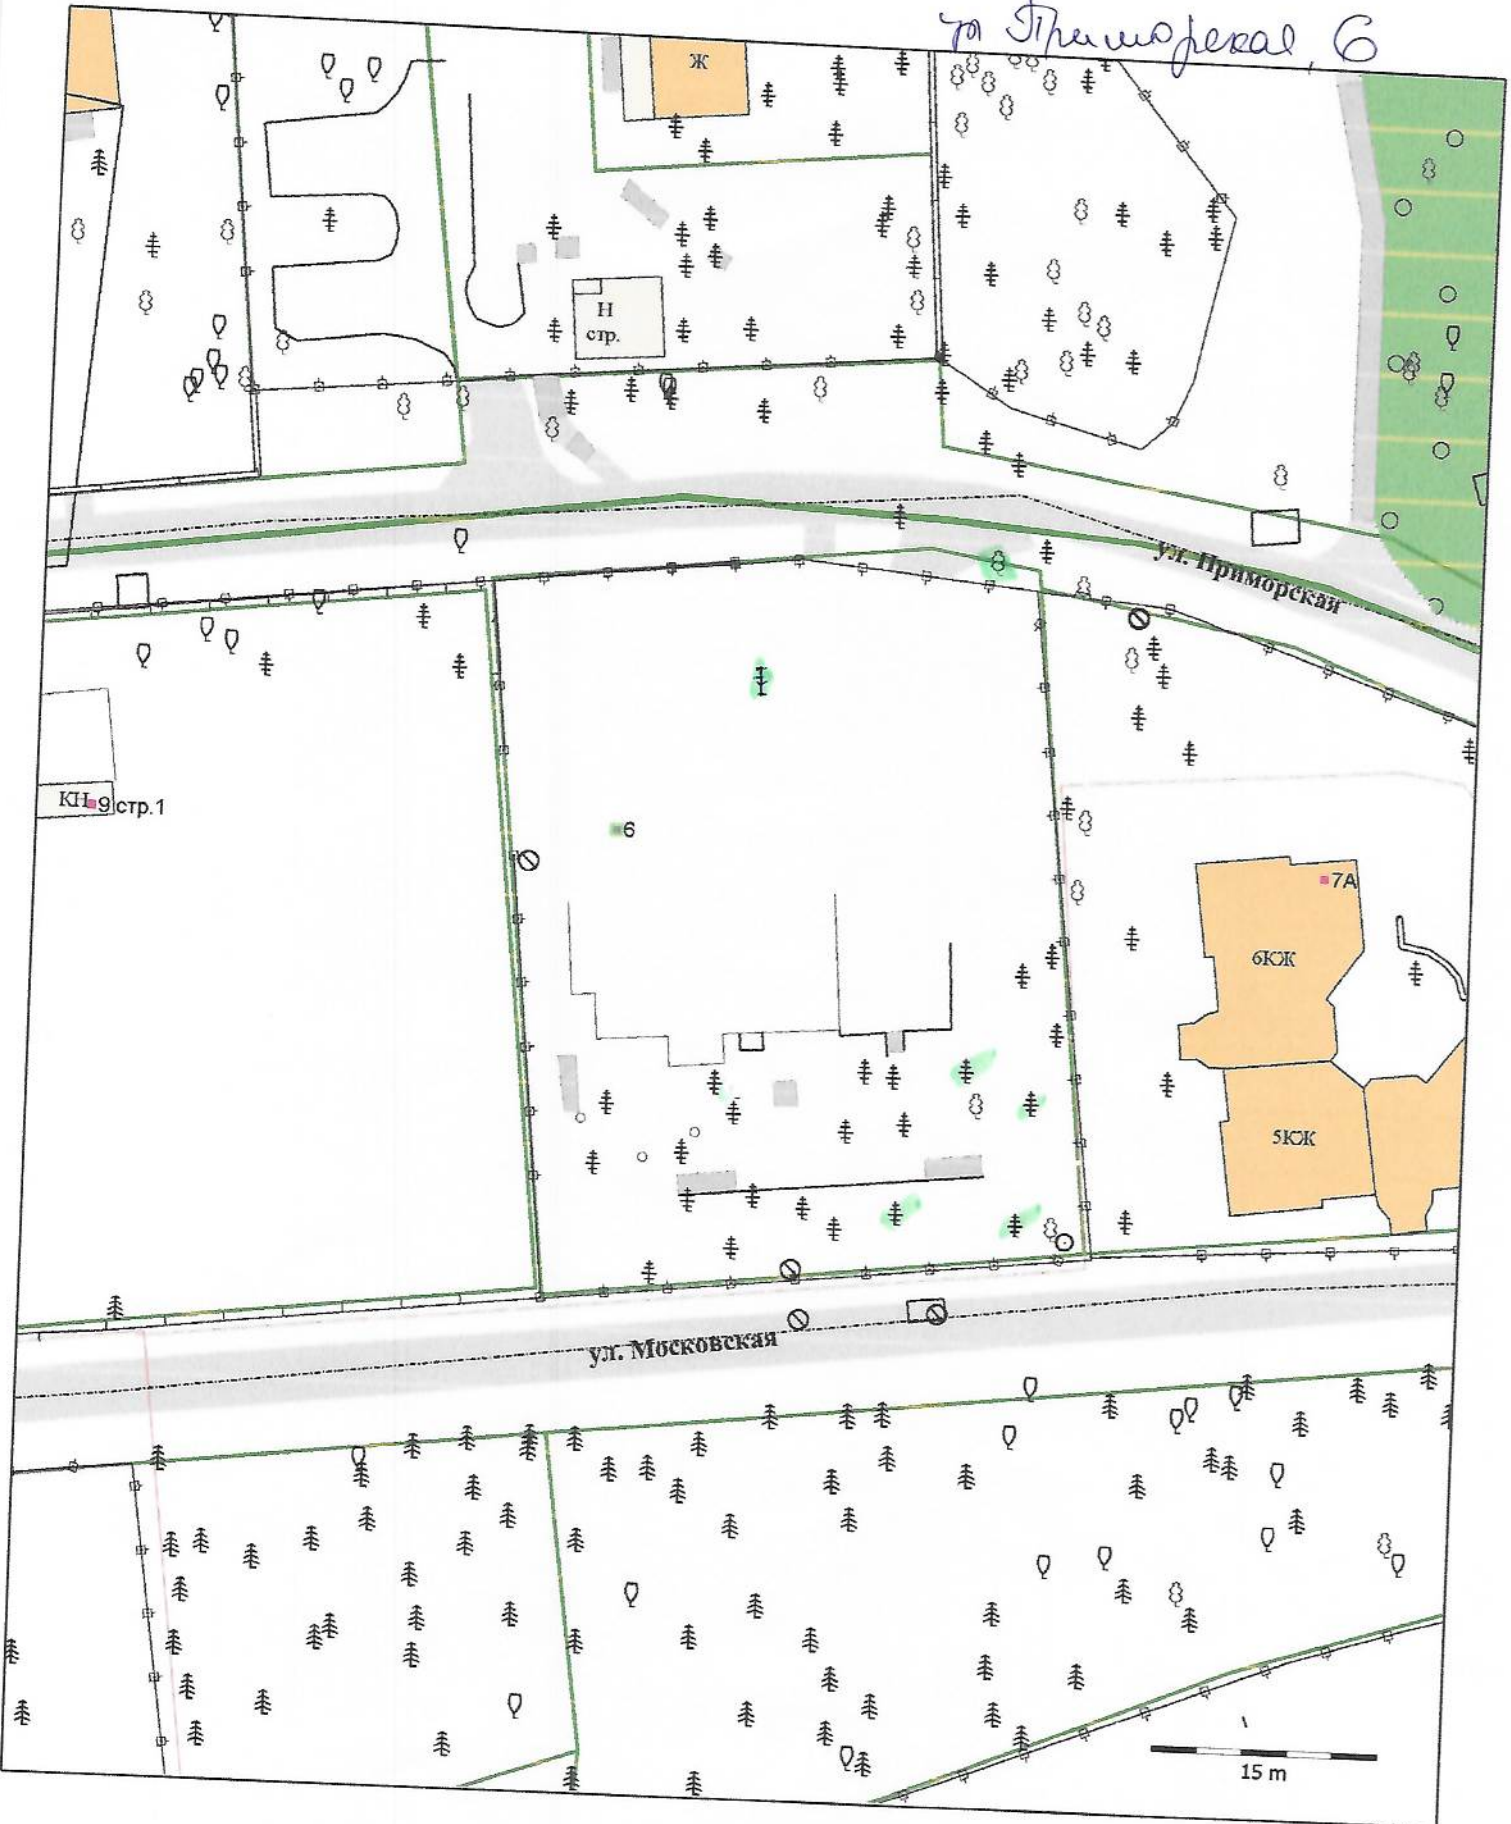 ул Приморская, 6
Ж
Н
стр.
ул. Приморская
КН 9 стр.1
6
7А
6КЖ
5КЖ
ул. Московская
15 m